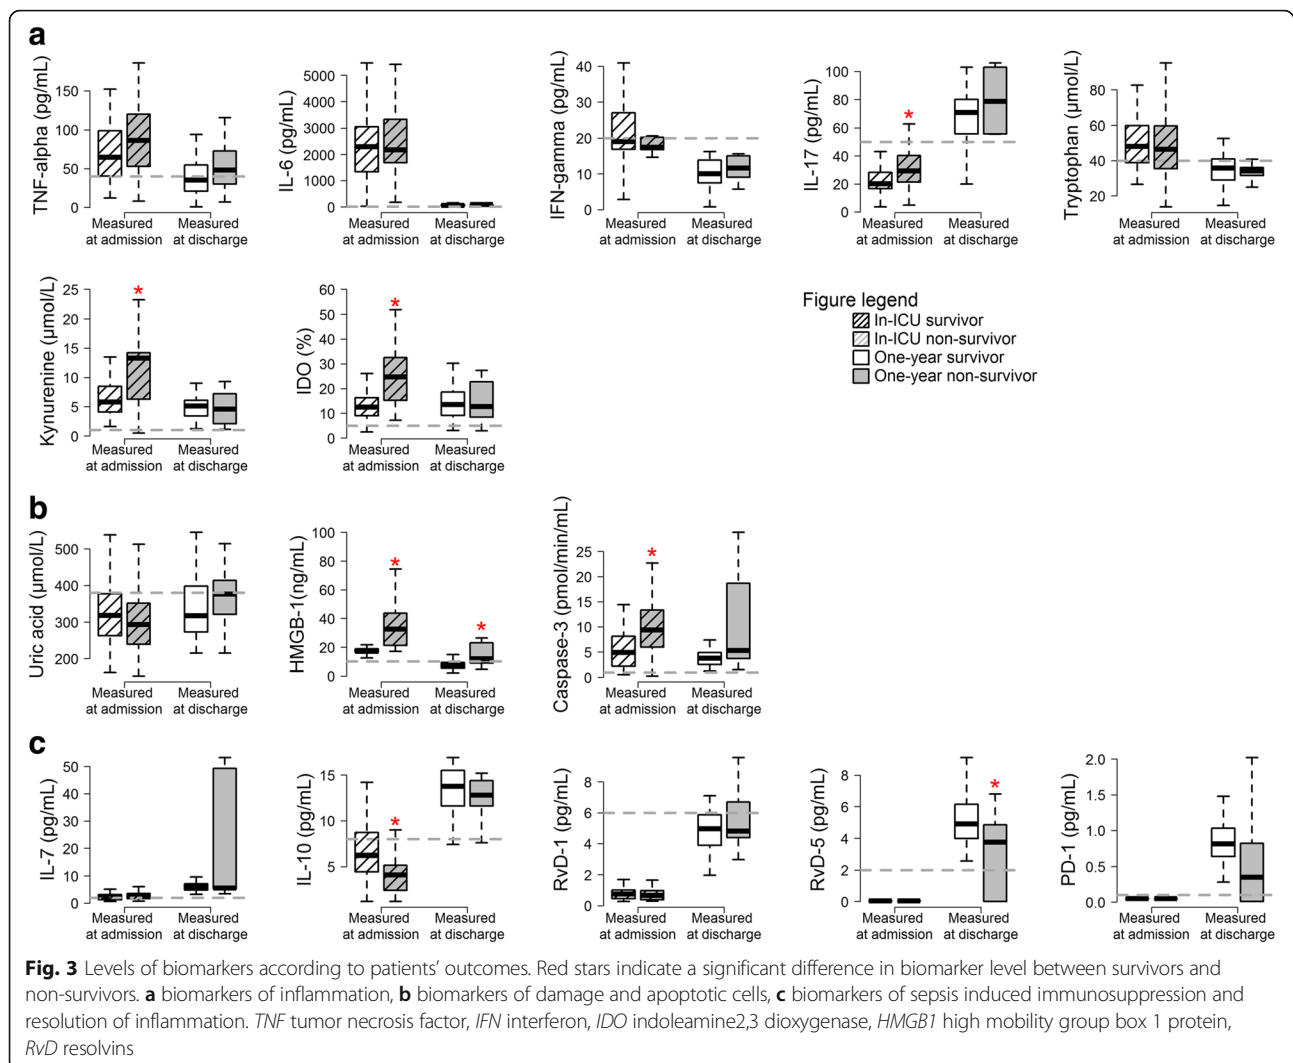 a
TNF-alpha (pg/mL)
150
100
50
0
Measured at admission
Measured at discharge
IL-6 (pg/mL)
5000
4000
3000
2000
1000
0
Measured at admission
Measured at discharge
IFN-gamma (pg/mL)
40
30
20
10
0
Measured at admission
Measured at discharge
IL-17 (pg/mL)
100
80
60
40
20
0
*
Measured at admission
Measured at discharge
Tryptophan (µmol/L)
80
60
40
20
Measured at admission
Measured at discharge
Kynurenine (µmol/L)
25
20
15
10
5
0
*
Measured at admission
Measured at discharge
IDO (%)
60
50
40
30
20
10
0
*
Measured at admission
Measured at discharge
Figure legend
In-ICU survivor
In-ICU non-survivor
One-year survivor
One-year non-survivor
b
Uric acid (µmol/L)
500
400
300
200
Measured at admission
Measured at discharge
HMGB-1(ng/mL)
100
80
60
40
20
0
*
*
Measured at admission
Measured at discharge
Caspase-3 (pmol/min/mL)
25
20
15
10
5
0
*
Measured at admission
Measured at discharge
c
IL-7 (pg/mL)
50
40
30
20
10
0
Measured at admission
Measured at discharge
IL-10 (pg/mL)
15
10
5
*
Measured at admission
Measured at discharge
RvD-1 (pg/mL)
8
6
4
2
0
Measured at admission
Measured at discharge
RvD-5 (pg/mL)
8
6
4
2
0
*
Measured at admission
Measured at discharge
PD-1 (pg/mL)
2.0
1.5
1.0
0.5
0.0
Measured at admission
Measured at discharge
Fig. 3 Levels of biomarkers according to patients' outcomes. Red stars indicate a significant difference in biomarker level between survivors and
non-survivors. a biomarkers of inflammation, b biomarkers of damage and apoptotic cells, c biomarkers of sepsis induced immunosuppression and
resolution of inflammation. TNF tumor necrosis factor, IFN interferon, IDO indoleamine2,3 dioxygenase, HMGB1 high mobility group box 1 protein,
RvD resolvins